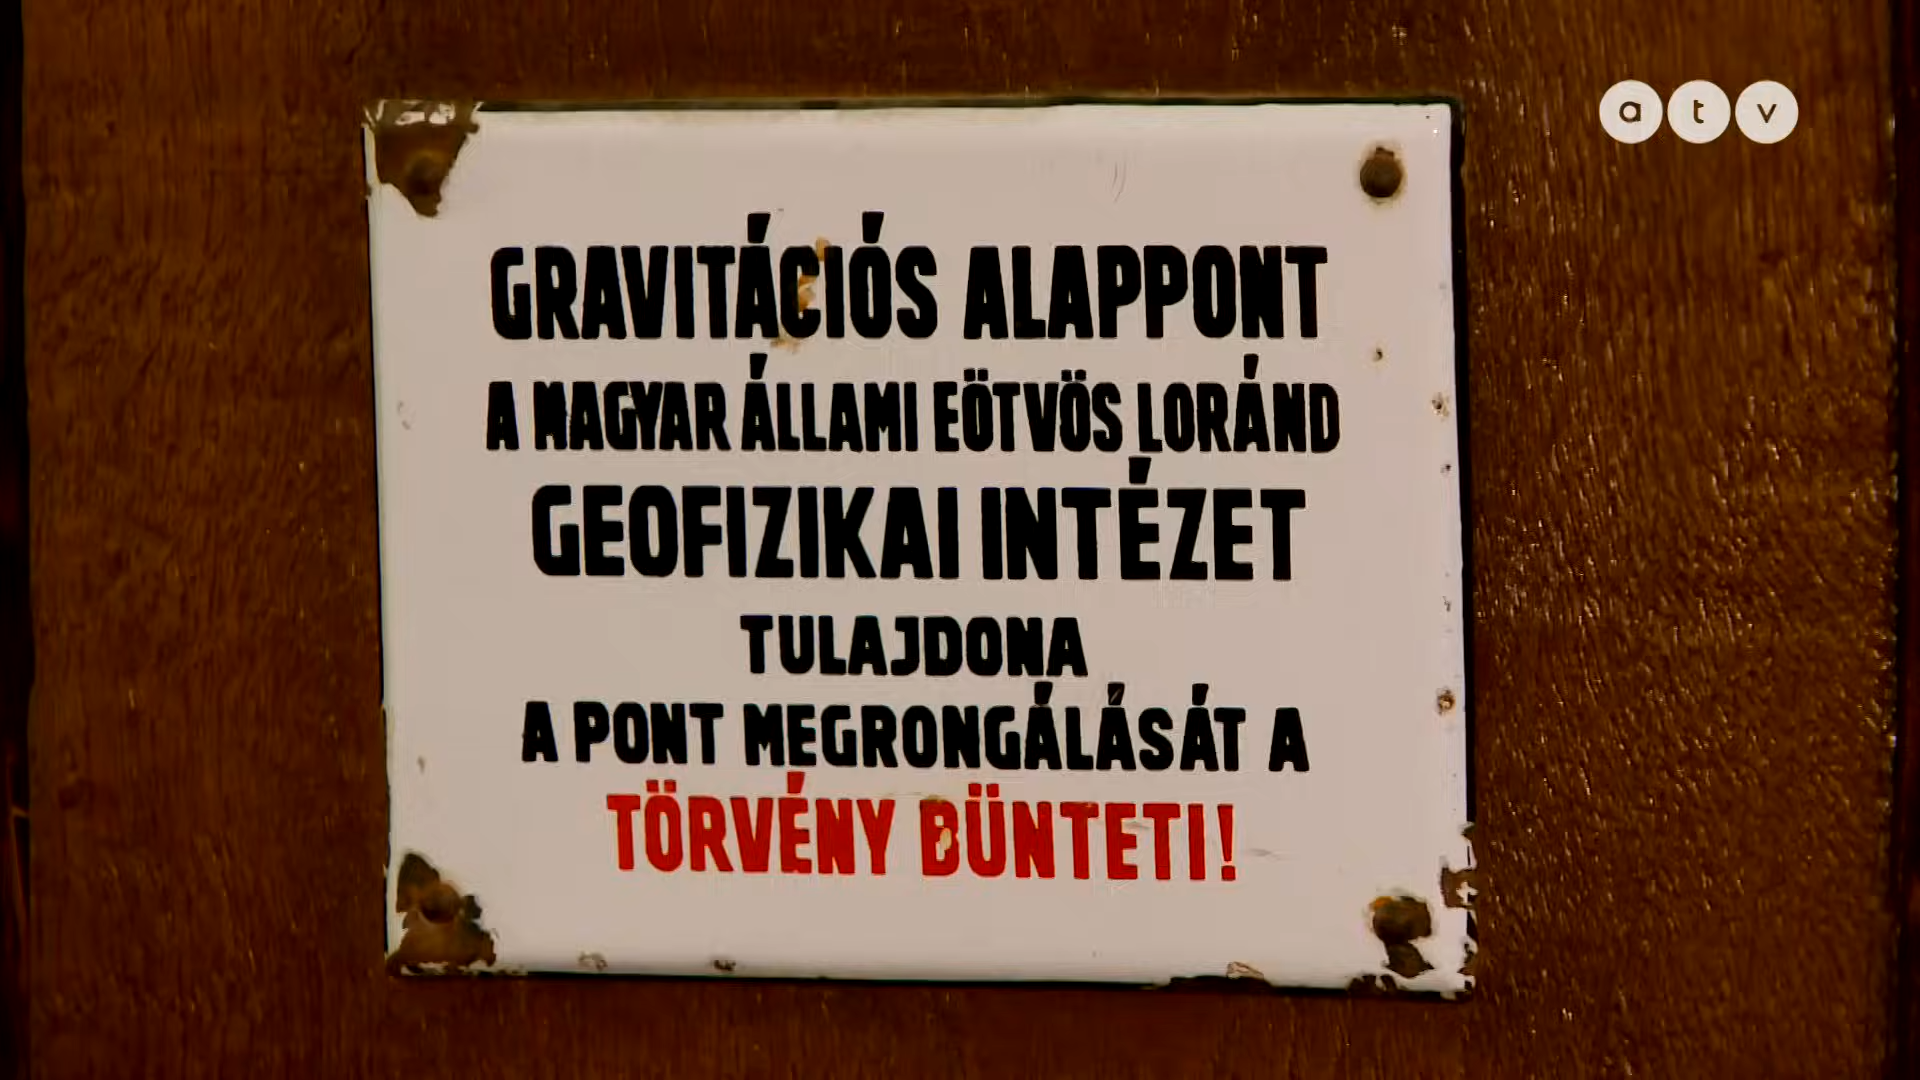 atv
GRAVITÁCIÓS ALAPPONT
A MAGYAR ÁLLAMI EÖTVÖS LORÁND
GEOFIZIKAI INTÉZET
TULAJDONA
A PONT MEGRONGÁLÁSÁT A
TÖRVÉNY BÜNTETI!